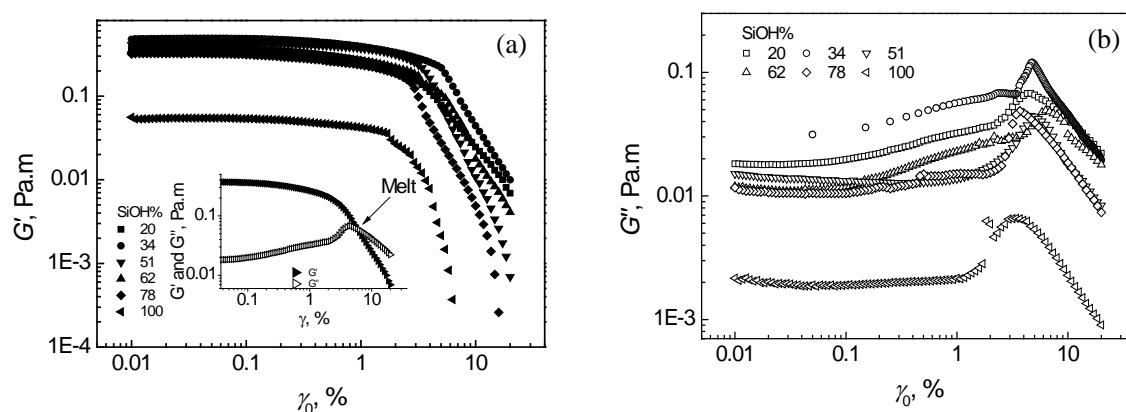 (a)
G′, Pa.m
0.1
0.01
1E-3
1E-4
0.01 0.1 1 10
γ₀, %
SiOH%
20
34
51
62
78
100
G' and G'', Pa.m
0.1
0.01
0.1 1 10
γ, %
Melt
G'
G''
(b)
G″, Pa.m
0.1
0.01
1E-3
0.01 0.1 1 10
γ₀, %
SiOH%
20 34 51
62 78 100